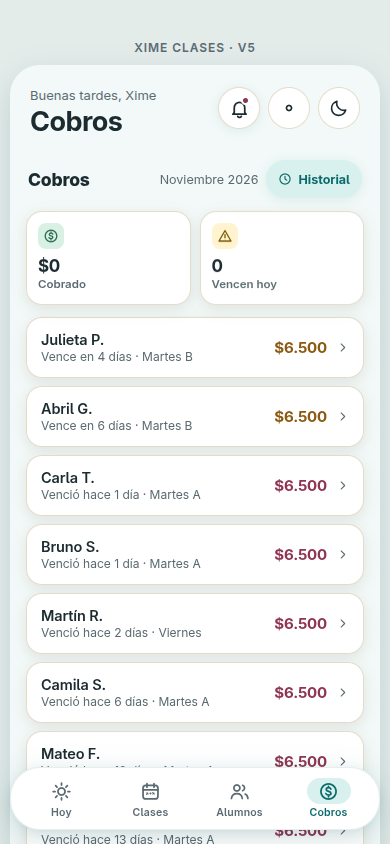 XIME CLASES · V5
Buenas tardes, Xime
Cobros
Cobros
Noviembre 2026
Historial
$0
Cobrado
0
Vencen hoy
Julieta P.
Vence en 4 días · Martes B
$6.500
Abril G.
Vence en 6 días · Martes B
$6.500
Carla T.
Venció hace 1 día · Martes A
$6.500
Bruno S.
Venció hace 1 día · Martes A
$6.500
Martín R.
Venció hace 2 días · Viernes
$6.500
Camila S.
Venció hace 6 días · Martes A
$6.500
Mateo F.
$6.500
Hoy
Clases
Alumnos
Cobros
Venció hace 13 días · Martes A